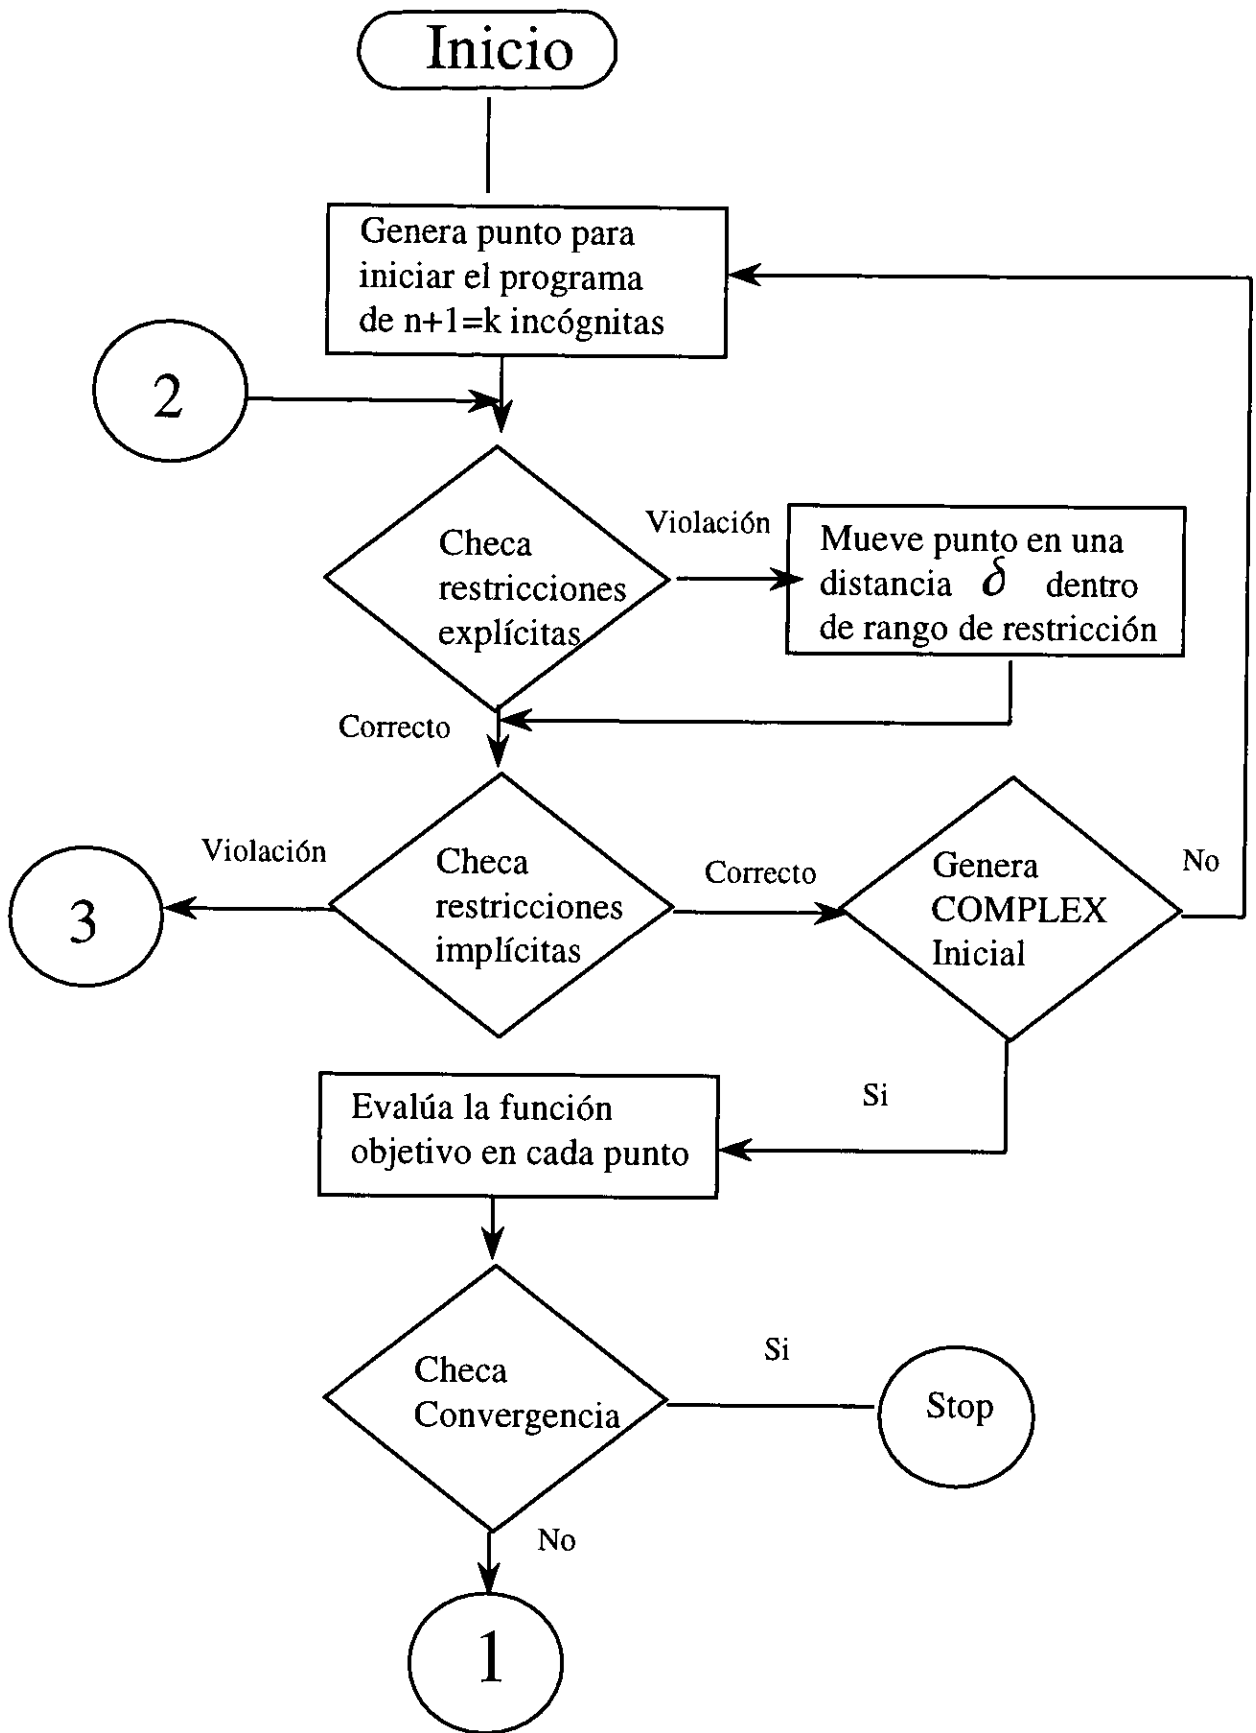 Inicio
Genera punto para
iniciar el programa
de n+1=k incógnitas
2
Violación
Checa
restricciones
explícitas
Mueve punto en una
distancia δ dentro
de rango de restricción
Correcto
Violación
3
Checa
restricciones
implícitas
Correcto
Genera
COMPLEX
Inicial
No
Si
Evalúa la función
objetivo en cada punto
Checa
Convergencia
Si
Stop
No
1